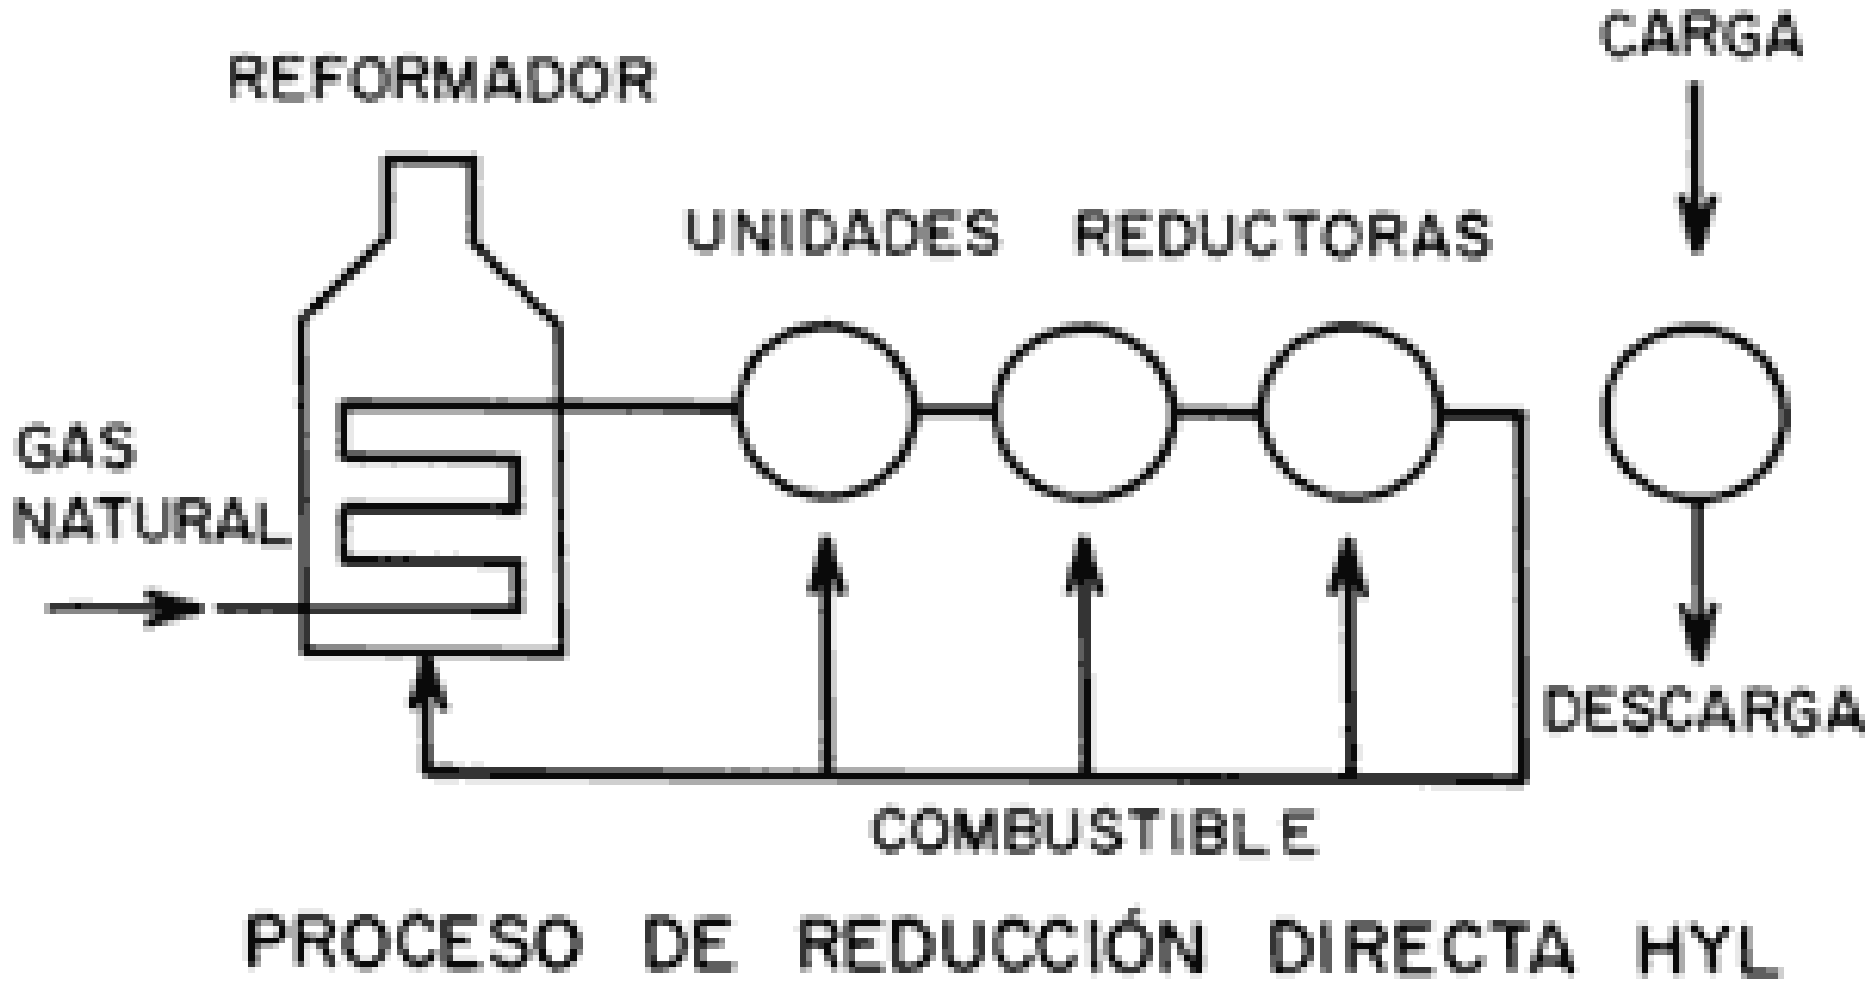 CARGA
REFORMADOR
UNIDADES REDUCTORAS
GAS
NATURAL
DESCARGA
COMBUSTIBLE
PROCESO DE REDUCCIÓN DIRECTA HYL